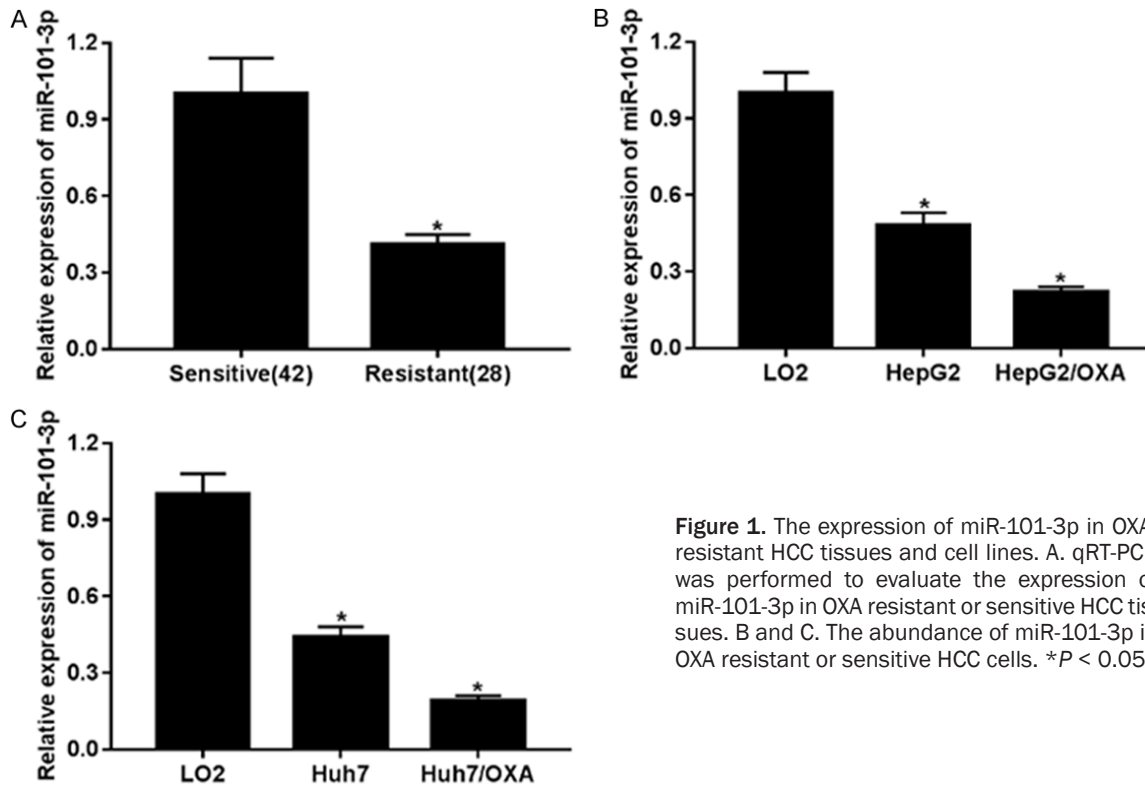 A
Relative expression of miR-101-3p
1.2
0.9
0.6
0.3
0.0
*
Sensitive(42) Resistant(28)
B
Relative expression of miR-101-3p
1.2
0.9
0.6
0.3
0.0
*
*
LO2 HepG2 HepG2/OXA
C
Relative expression of miR-101-3p
1.2
0.9
0.6
0.3
0.0
*
*
LO2 Huh7 Huh7/OXA
Figure 1. The expression of miR-101-3p in OXA
resistant HCC tissues and cell lines. A. qRT-PC
was performed to evaluate the expression o
miR-101-3p in OXA resistant or sensitive HCC tis
sues. B and C. The abundance of miR-101-3p i
OXA resistant or sensitive HCC cells. *P < 0.05